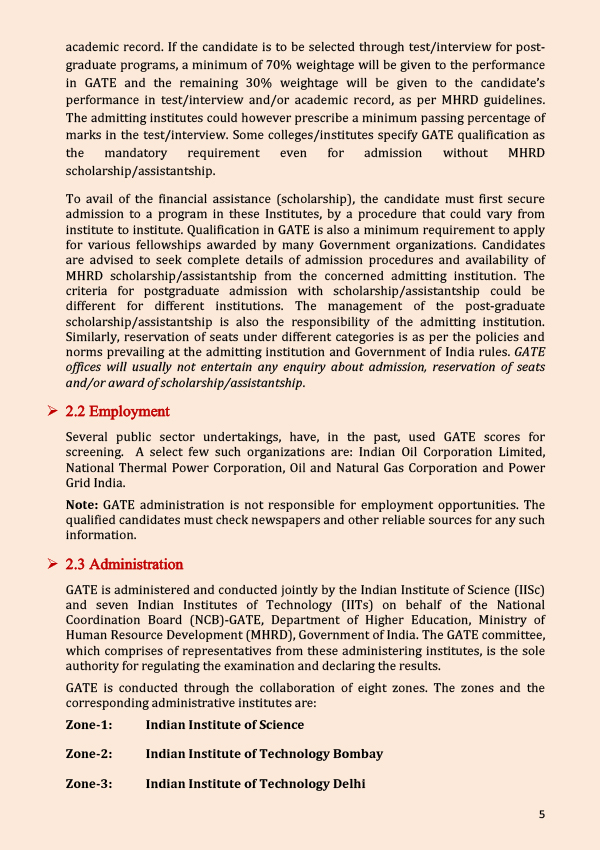 academic record. If the candidate is to be selected through test/interview for post-
graduate programs, a minimum of 70% weightage will be given to the performance
in GATE and the remaining 30% weightage will be given to the candidate's
performance in test/interview and/or academic record, as per MHRD guidelines.
The admitting institutes could however prescribe a minimum passing percentage of
marks in the test/interview. Some colleges/institutes specify GATE qualification as
the mandatory requirement even for admission without MHRD
scholarship/assistantship.
To avail of the financial assistance (scholarship), the candidate must first secure
admission to a program in these Institutes, by a procedure that could vary from
institute to institute. Qualification in GATE is also a minimum requirement to apply
for various fellowships awarded by many Government organizations. Candidates
are advised to seek complete details of admission procedures and availability of
MHRD scholarship/assistantship from the concerned admitting institution. The
criteria for postgraduate admission with scholarship/assistantship could be
different for different institutions. The management of the post-graduate
scholarship/assistantship is also the responsibility of the admitting institution.
Similarly, reservation of seats under different categories is as per the policies and
norms prevailing at the admitting institution and Government of India rules. GATE
offices will usually not entertain any enquiry about admission, reservation of seats
and/or award of scholarship/assistantship.
➢ 2.2 Employment
Several public sector undertakings, have, in the past, used GATE scores for
screening. A select few such organizations are: Indian Oil Corporation Limited,
National Thermal Power Corporation, Oil and Natural Gas Corporation and Power
Grid India.
Note: GATE administration is not responsible for employment opportunities. The
qualified candidates must check newspapers and other reliable sources for any such
information.
➢ 2.3 Administration
GATE is administered and conducted jointly by the Indian Institute of Science (IISc)
and seven Indian Institutes of Technology (IITs) on behalf of the National
Coordination Board (NCB)-GATE, Department of Higher Education, Ministry of
Human Resource Development (MHRD), Government of India. The GATE committee,
which comprises of representatives from these administering institutes, is the sole
authority for regulating the examination and declaring the results.
GATE is conducted through the collaboration of eight zones. The zones and the
corresponding administrative institutes are:
Zone-1: Indian Institute of Science
Zone-2: Indian Institute of Technology Bombay
Zone-3: Indian Institute of Technology Delhi
5